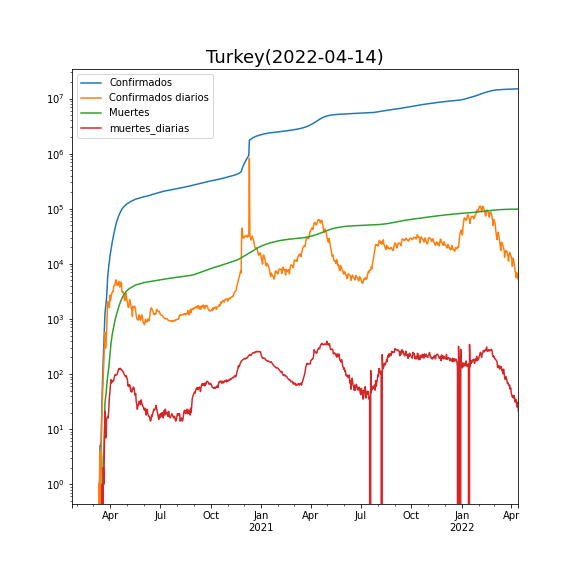 Turkey(2022-04-14)
Confirmados
Confirmados diarios
Muertes
muertes_diarias
10⁷
10⁶
10⁵
10⁴
10³
10²
10¹
10⁰
Apr Jul Oct Jan Apr Jul Oct Jan Apr
2021 2022